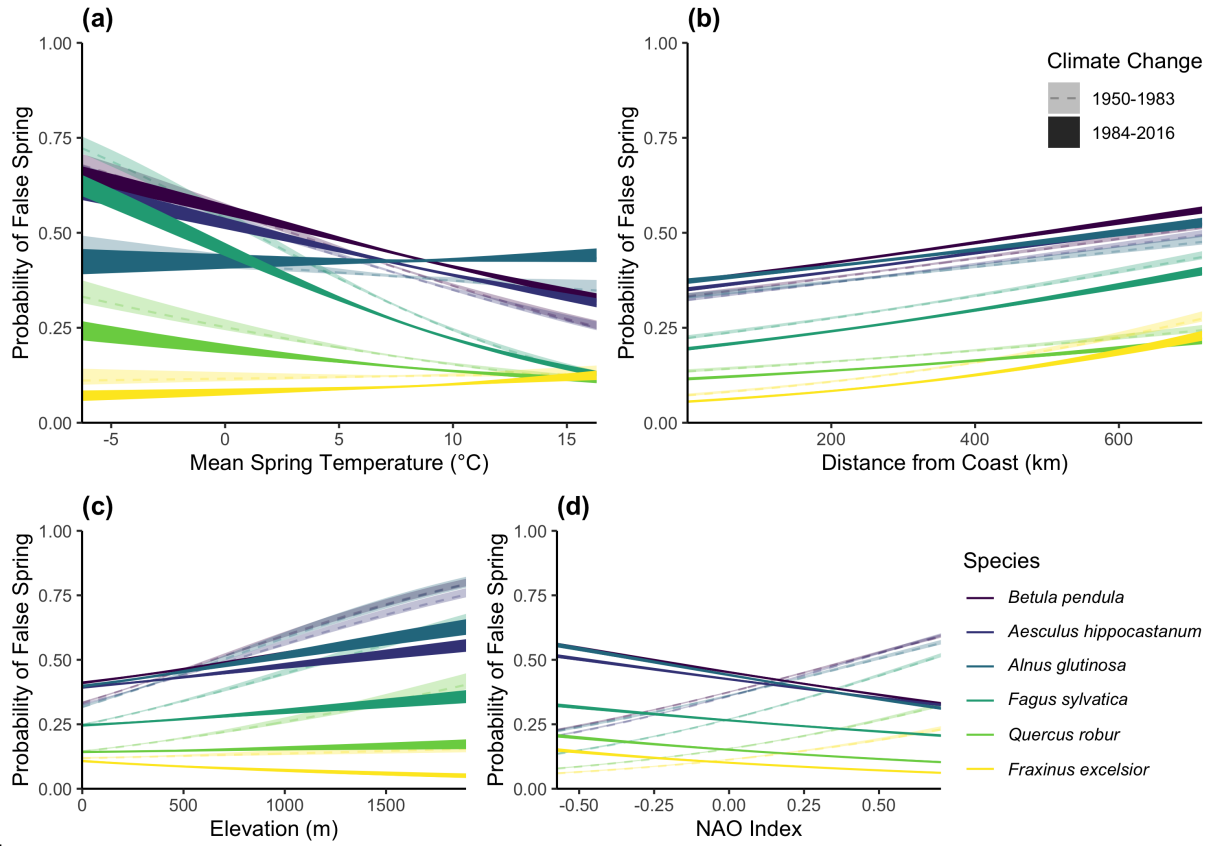 (a)
1.00
0.75
0.50
0.25
0.00
Probability of False Spring
-5
0
5
10
15
Mean Spring Temperature (°C)
(b)
1.00
0.75
0.50
0.25
0.00
Probability of False Spring
200
400
600
Distance from Coast (km)
Climate Change
1950-1983
1984-2016
(c)
1.00
0.75
0.50
0.25
0.00
Probability of False Spring
0
500
1000
1500
Elevation (m)
(d)
1.00
0.75
0.50
0.25
0.00
Probability of False Spring
-0.50
-0.25
0.00
0.25
0.50
NAO Index
Species
Betula pendula
Aesculus hippocastanum
Alnus glutinosa
Fagus sylvatica
Quercus robur
Fraxinus excelsior